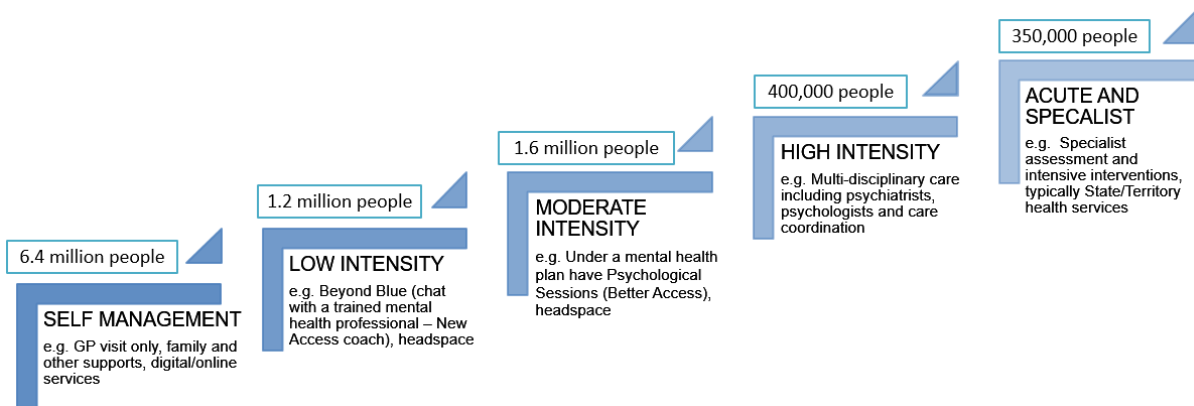 6.4 million people
SELF MANAGEMENT
e.g. GP visit only, family and
other supports, digital/online
services
1.2 million people
LOW INTENSITY
e.g. Beyond Blue (chat
with a trained mental
health professional – New
Access coach), headspace
1.6 million people
MODERATE
INTENSITY
e.g. Under a mental health
plan have Psychological
Sessions (Better Access),
headspace
400,000 people
HIGH INTENSITY
e.g. Multi-disciplinary care
including psychiatrists,
psychologists and care
coordination
350,000 people
ACUTE AND
SPECALIST
e.g. Specialist
assessment and
intensive interventions,
typically State/Territory
health services